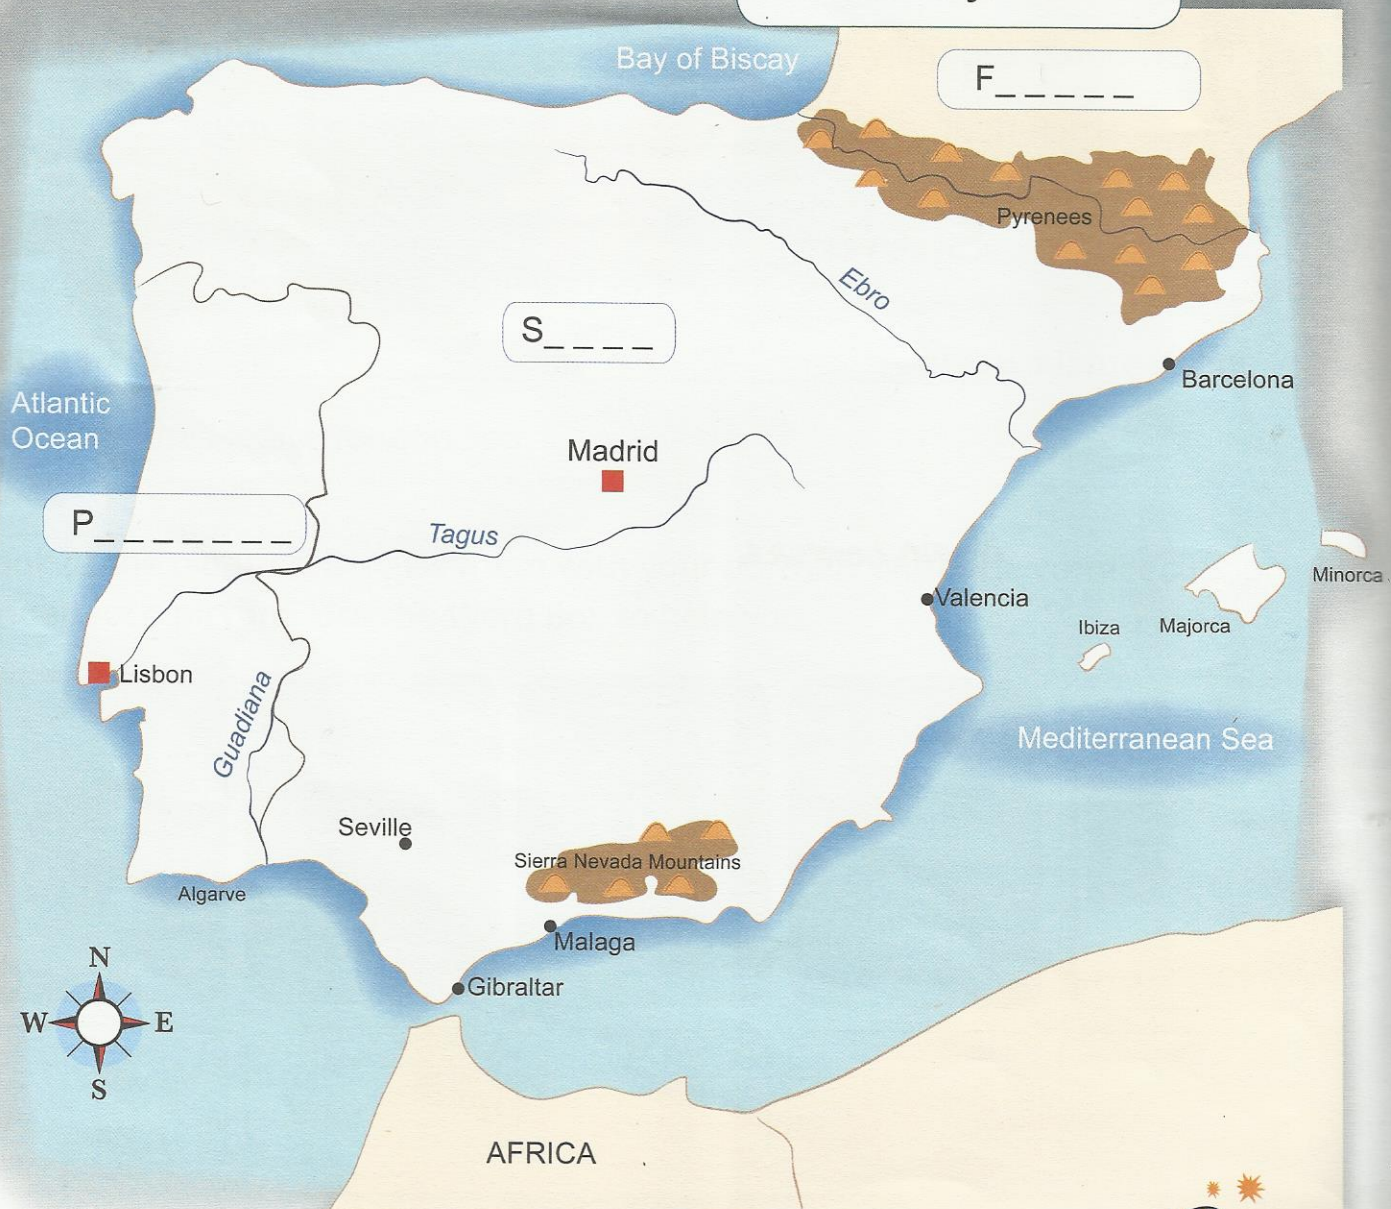 Bay of Biscay
F_ _ _ _ _
Pyrenees
Ebro
S_ _ _ _
Barcelona
Atlantic
Ocean
Madrid
P_ _ _ _ _ _ _
Tagus
Minorca
Valencia
Ibiza
Majorca
Lisbon
Guadiana
Mediterranean Sea
Seville
Sierra Nevada Mountains
Algarve
Malaga
N
Gibraltar
W
E
S
AFRICA